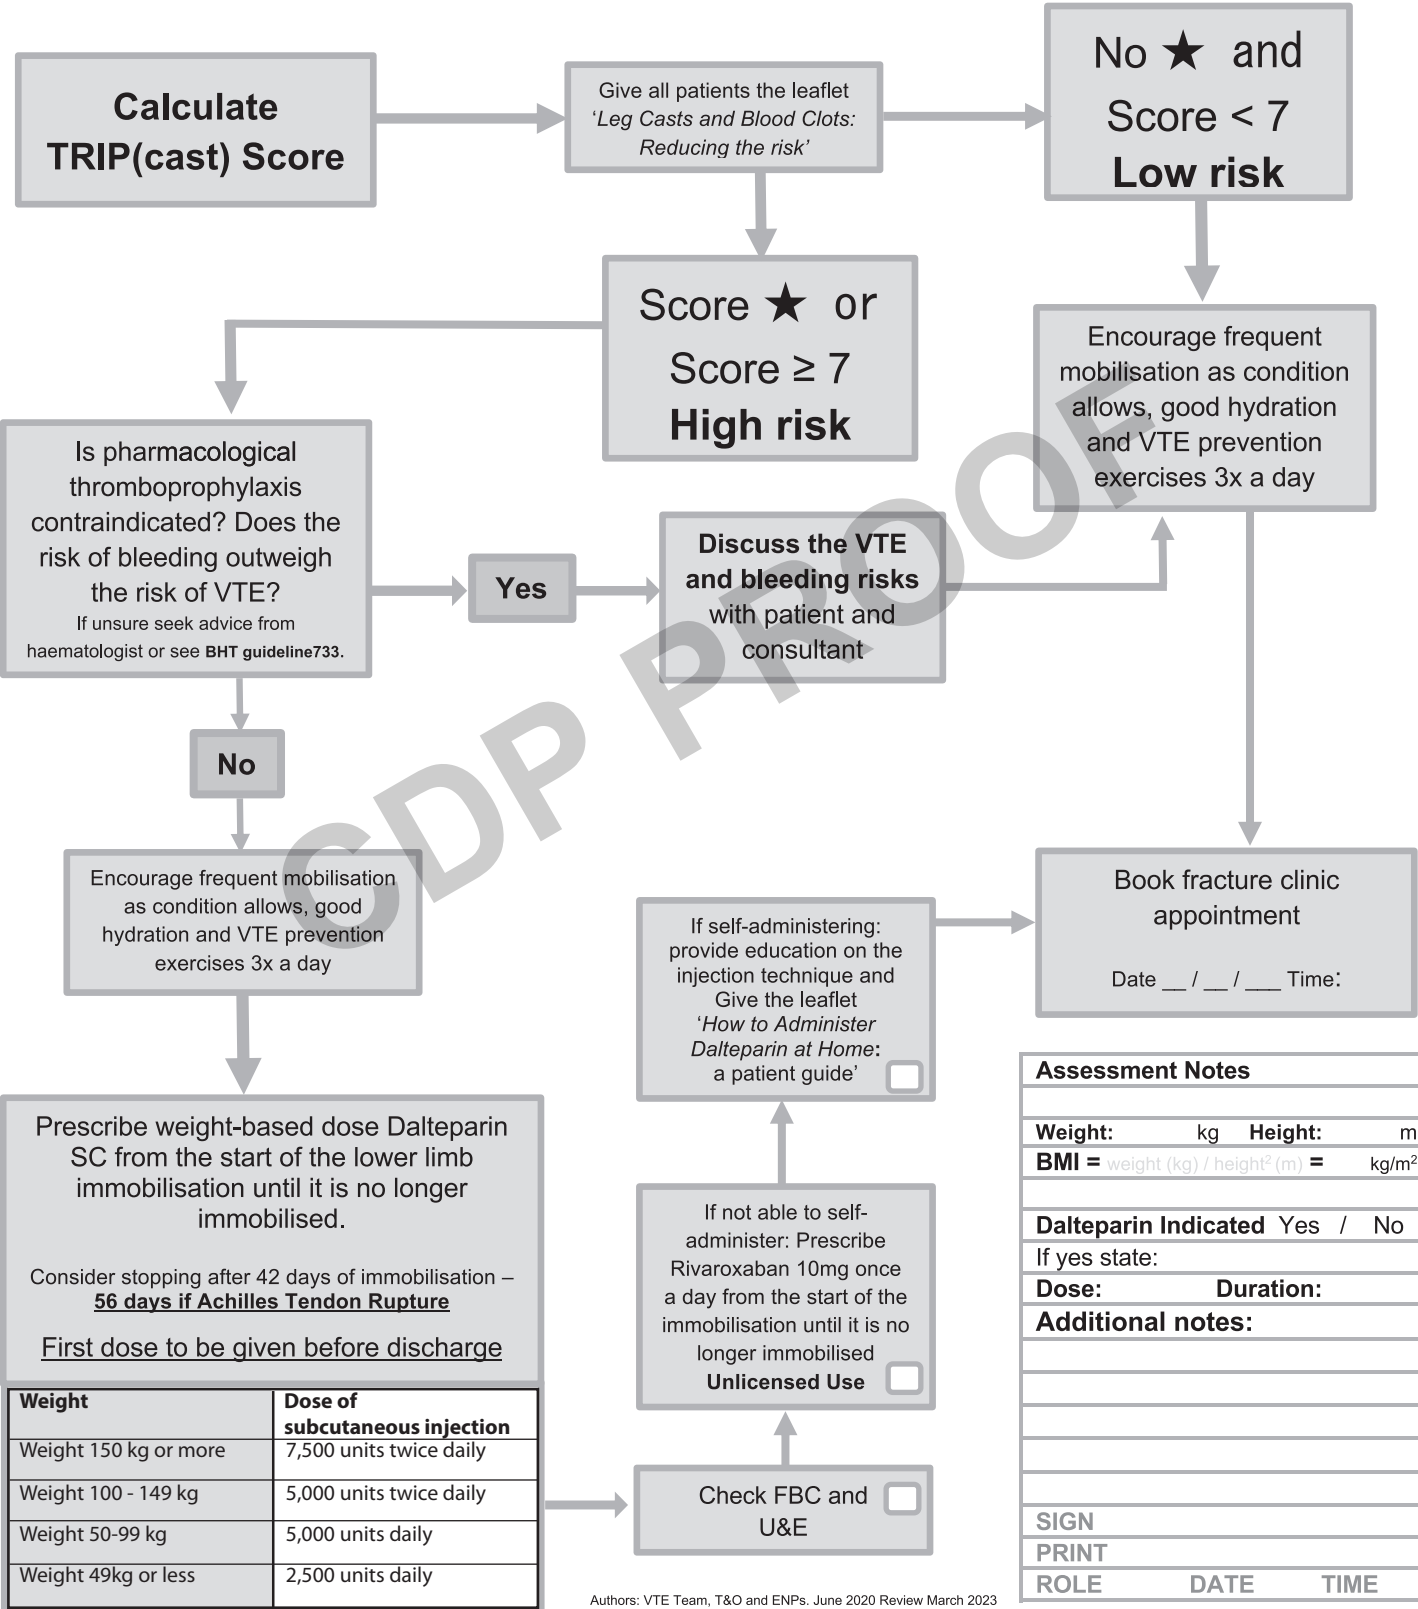 Calculate
TRIP(cast) Score
Give all patients the leaflet
‘Leg Casts and Blood Clots:
Reducing the risk’
No ★ and
Score < 7
Low risk
Score ★ or
Score ≥ 7
High risk
Encourage frequent
mobilisation as condition
allows, good hydration
and VTE prevention
exercises 3x a day
Is pharmacological
thromboprophylaxis
contraindicated? Does the
risk of bleeding outweigh
the risk of VTE?
If unsure seek advice from
haematologist or see BHT guideline733.
Yes
Discuss the VTE
and bleeding risks
with patient and
consultant
No
Encourage frequent mobilisation
as condition allows, good
hydration and VTE prevention
exercises 3x a day
Prescribe weight-based dose Dalteparin
SC from the start of the lower limb
immobilisation until it is no longer
immobilised.
Consider stopping after 42 days of immobilisation –
56 days if Achilles Tendon Rupture
First dose to be given before discharge
Weight Dose of
subcutaneous injection
Weight 150 kg or more 7,500 units twice daily
Weight 100 - 149 kg 5,000 units twice daily
Weight 50-99 kg 5,000 units daily
Weight 49kg or less 2,500 units daily
Check FBC and
U&E
If not able to self-
administer: Prescribe
Rivaroxaban 10mg once
a day from the start of the
immobilisation until it is no
longer immobilised
Unlicensed Use
If self-administering:
provide education on the
injection technique and
Give the leaflet
‘How to Administer
Dalteparin at Home:
a patient guide’
Book fracture clinic
appointment
Date __ / __ / ___ Time:
Assessment Notes
Weight: kg Height: m
BMI = weight (kg) / height² (m) = kg/m²
Dalteparin Indicated Yes / No
If yes state:
Dose: Duration:
Additional notes:
SIGN
PRINT
ROLE DATE TIME
Authors: VTE Team, T&O and ENPs. June 2020 Review March 2023
CDP PROOF